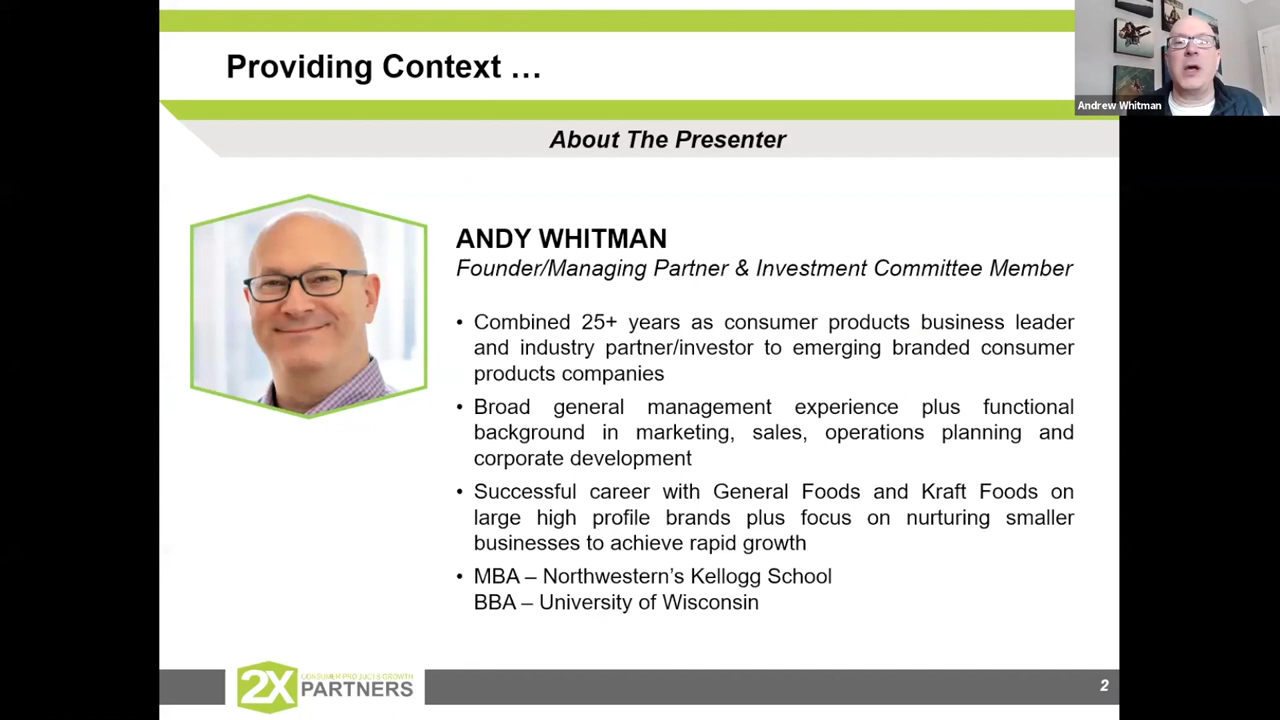 Providing Context …
Andrew Whitman
About The Presenter
ANDY WHITMAN
Founder/Managing Partner & Investment Committee Member
• Combined 25+ years as consumer products business leader
and industry partner/investor to emerging branded consumer
products companies
• Broad general management experience plus functional
background in marketing, sales, operations planning and
corporate development
• Successful career with General Foods and Kraft Foods on
large high profile brands plus focus on nurturing smaller
businesses to achieve rapid growth
• MBA – Northwestern's Kellogg School
BBA – University of Wisconsin
2X
CONSUMER PRODUCTS GROWTH
PARTNERS
2